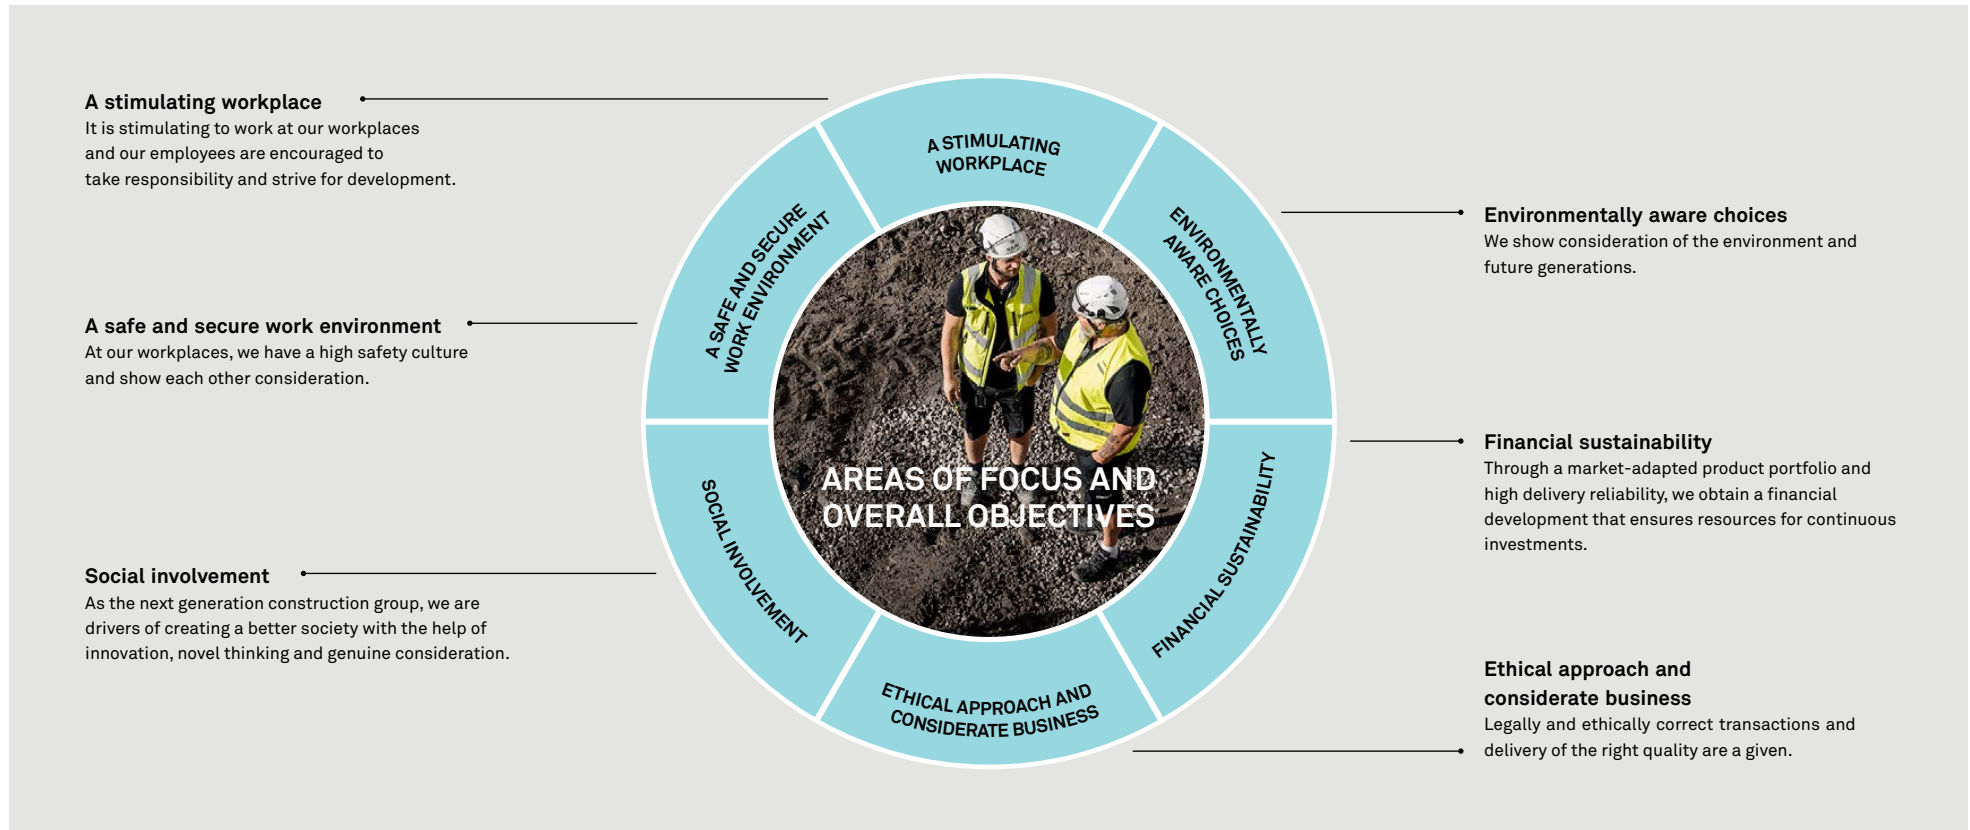 A stimulating workplace
It is stimulating to work at our workplaces
and our employees are encouraged to
take responsibility and strive for development.
A safe and secure work environment
At our workplaces, we have a high safety culture
and show each other consideration.
Social involvement
As the next generation construction group, we are
drivers of creating a better society with the help of
innovation, novel thinking and genuine consideration.
A STIMULATING
WORKPLACE
ENVIRONMENTALLY
AWARE CHOICES
FINANCIAL SUSTAINABILITY
ETHICAL APPROACH AND
CONSIDERATE BUSINESS
SOCIAL INVOLVEMENT
A SAFE AND SECURE
WORK ENVIRONMENT
AREAS OF FOCUS AND
OVERALL OBJECTIVES
Environmentally aware choices
We show consideration of the environment and
future generations.
Financial sustainability
Through a market-adapted product portfolio and
high delivery reliability, we obtain a financial
development that ensures resources for continuous
investments.
Ethical approach and
considerate business
Legally and ethically correct transactions and
delivery of the right quality are a given.